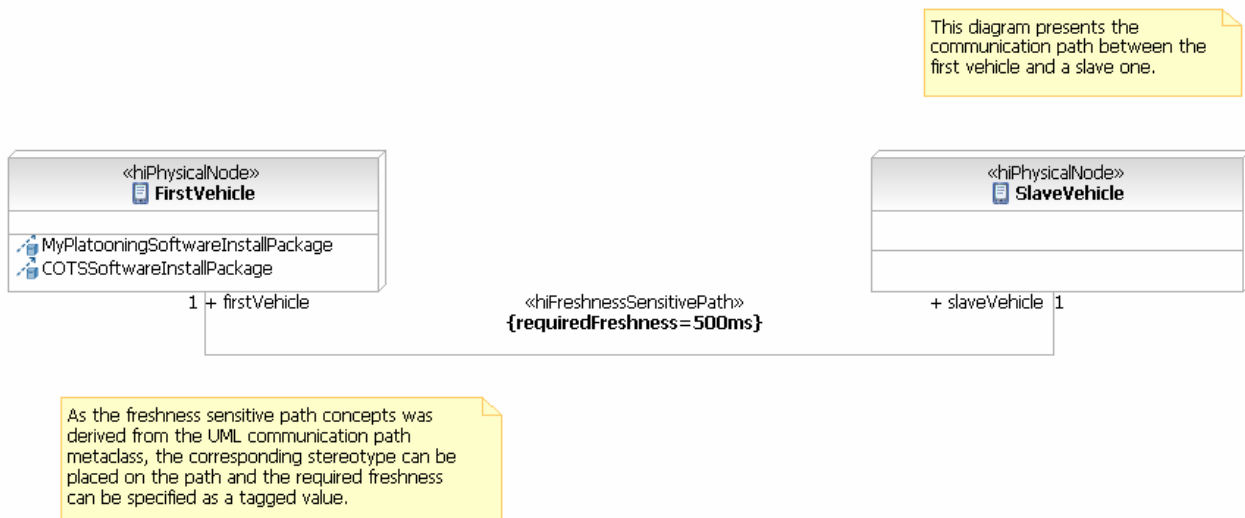 This diagram presents the
communication path between the
first vehicle and a slave one.
«hiPhysicalNode»
FirstVehicle
MyPlatooningSoftwareInstallPackage
COTSSoftwareInstallPackage
«hiPhysicalNode»
SlaveVehicle
1 + firstVehicle
«hiFreshnessSensitivePath»
{requiredFreshness=500ms}
+ slaveVehicle 1
As the freshness sensitive path concepts was
derived from the UML communication path
metaclass, the corresponding stereotype can be
placed on the path and the required freshness
can be specified as a tagged value.